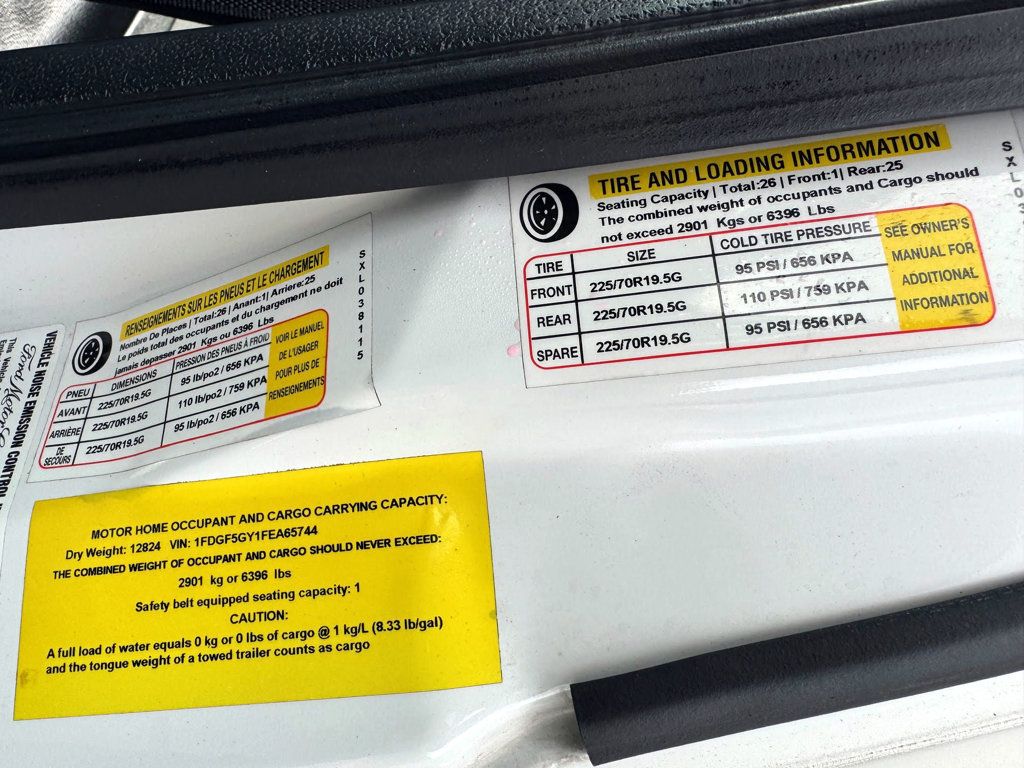 TIRE AND LOADING INFORMATION
Seating Capacity | Total:26 | Front:1| Rear:25
The combined weight of occupants and Cargo should
not exceed 2901 Kgs or 6396 Lbs
TIRE SIZE COLD TIRE PRESSURE
FRONT 225/70R19.5G 95 PSI / 656 KPA
REAR 225/70R19.5G 110 PSI / 759 KPA
SPARE 225/70R19.5G 95 PSI / 656 KPA
SEE OWNER'S
MANUAL FOR
ADDITIONAL
INFORMATION
SXL03
RENSEIGNEMENTS SUR LES PNEUS ET LE CHARGEMENT
Nombre De Places | Total:26 | Anant:1| Arriere:25
Le poids total des occupants et du chargement ne doit
jamais depasser 2901 Kgs ou 6396 Lbs
PNEU DIMENSIONS PRESSION DES PNEUS À FROID
AVANT 225/70R19.5G 95 lb/po2 / 656 KPA
ARRIÈRE 225/70R19.5G 110 lb/po2 / 759 KPA
DE SECOURS 225/70R19.5G 95 lb/po2 / 656 KPA
VOIR LE MANUEL
DE L'USAGER
POUR PLUS DE
RENSEIGNEMENTS
SXL038115
VEHICLE NOISE EMISSION CONTROL
Ford Motor
This Vehicle
MOTOR HOME OCCUPANT AND CARGO CARRYING CAPACITY:
Dry Weight: 12824 VIN: 1FDGF5GY1FEA65744
THE COMBINED WEIGHT OF OCCUPANT AND CARGO SHOULD NEVER EXCEED:
2901 kg or 6396 lbs
Safety belt equipped seating capacity: 1
CAUTION:
A full load of water equals 0 kg or 0 lbs of cargo @ 1 kg/L (8.33 lb/gal)
and the tongue weight of a towed trailer counts as cargo